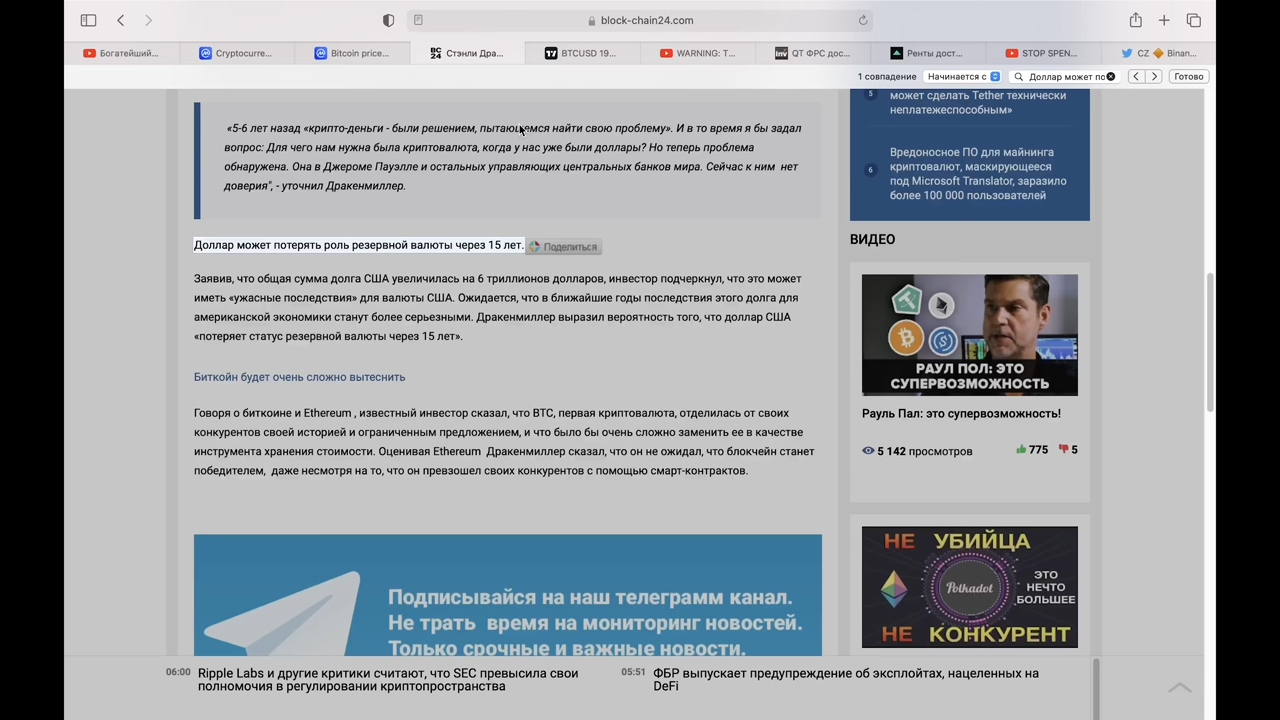 block-chain24.com
Богатейший...
Cryptocurre...
Bitcoin price...
BC 24
Стэнли Дра...
BTCUSD 19...
WARNING: T...
Inv
QT ФРС дос...
Ренты дост...
STOP SPEN...
CZ 🔶 Binan...
1 совпадение
Начинается с
Доллар может по
Готово
«5-6 лет назад «крипто-деньги - были решением, пытающемся найти свою проблему». И в то время я бы задал
вопрос: Для чего нам нужна была криптовалюта, когда у нас уже были доллары? Но теперь проблема
обнаружена. Она в Джероме Пауэлле и остальных управляющих центральных банков мира. Сейчас к ним нет
доверия", - уточнил Дракенмиллер.
Доллар может потерять роль резервной валюты через 15 лет.
Поделиться
Заявив, что общая сумма долга США увеличилась на 6 триллионов долларов, инвестор подчеркнул, что это может
иметь «ужасные последствия» для валюты США. Ожидается, что в ближайшие годы последствия этого долга для
американской экономики станут более серьезными. Дракенмиллер выразил вероятность того, что доллар США
«потеряет статус резервной валюты через 15 лет».
Биткойн будет очень сложно вытеснить
Говоря о биткоине и Ethereum , известный инвестор сказал, что BTC, первая криптовалюта, отделилась от своих
конкурентов своей историей и ограниченным предложением, и что было бы очень сложно заменить ее в качестве
инструмента хранения стоимости. Оценивая Ethereum Дракенмиллер сказал, что он не ожидал, что блокчейн станет
победителем, даже несмотря на то, что он превзошел своих конкурентов с помощью смарт-контрактов.
Подписывайся на наш телеграмм канал.
Не трать время на мониторинг новостей.
Только срочные и важные новости.
5
может сделать Tether технически
неплатежеспособным»
6
Вредоносное ПО для майнинга
криптовалют, маскирующееся
под Microsoft Translator, заразило
более 100 000 пользователей
ВИДЕО
РАУЛ ПОЛ: ЭТО
СУПЕРВОЗМОЖНОСТЬ
Рауль Пал: это супервозможность!
5 142 просмотров
775
5
НЕ УБИЙЦА
Polkadot
ЭТО
НЕЧТО
БОЛЬШЕЕ
НЕ КОНКУРЕНТ
06:00
Ripple Labs и другие критики считают, что SEC превысила свои
полномочия в регулировании криптопространства
05:51
ФБР выпускает предупреждение об эксплойтах, нацеленных на
DeFi